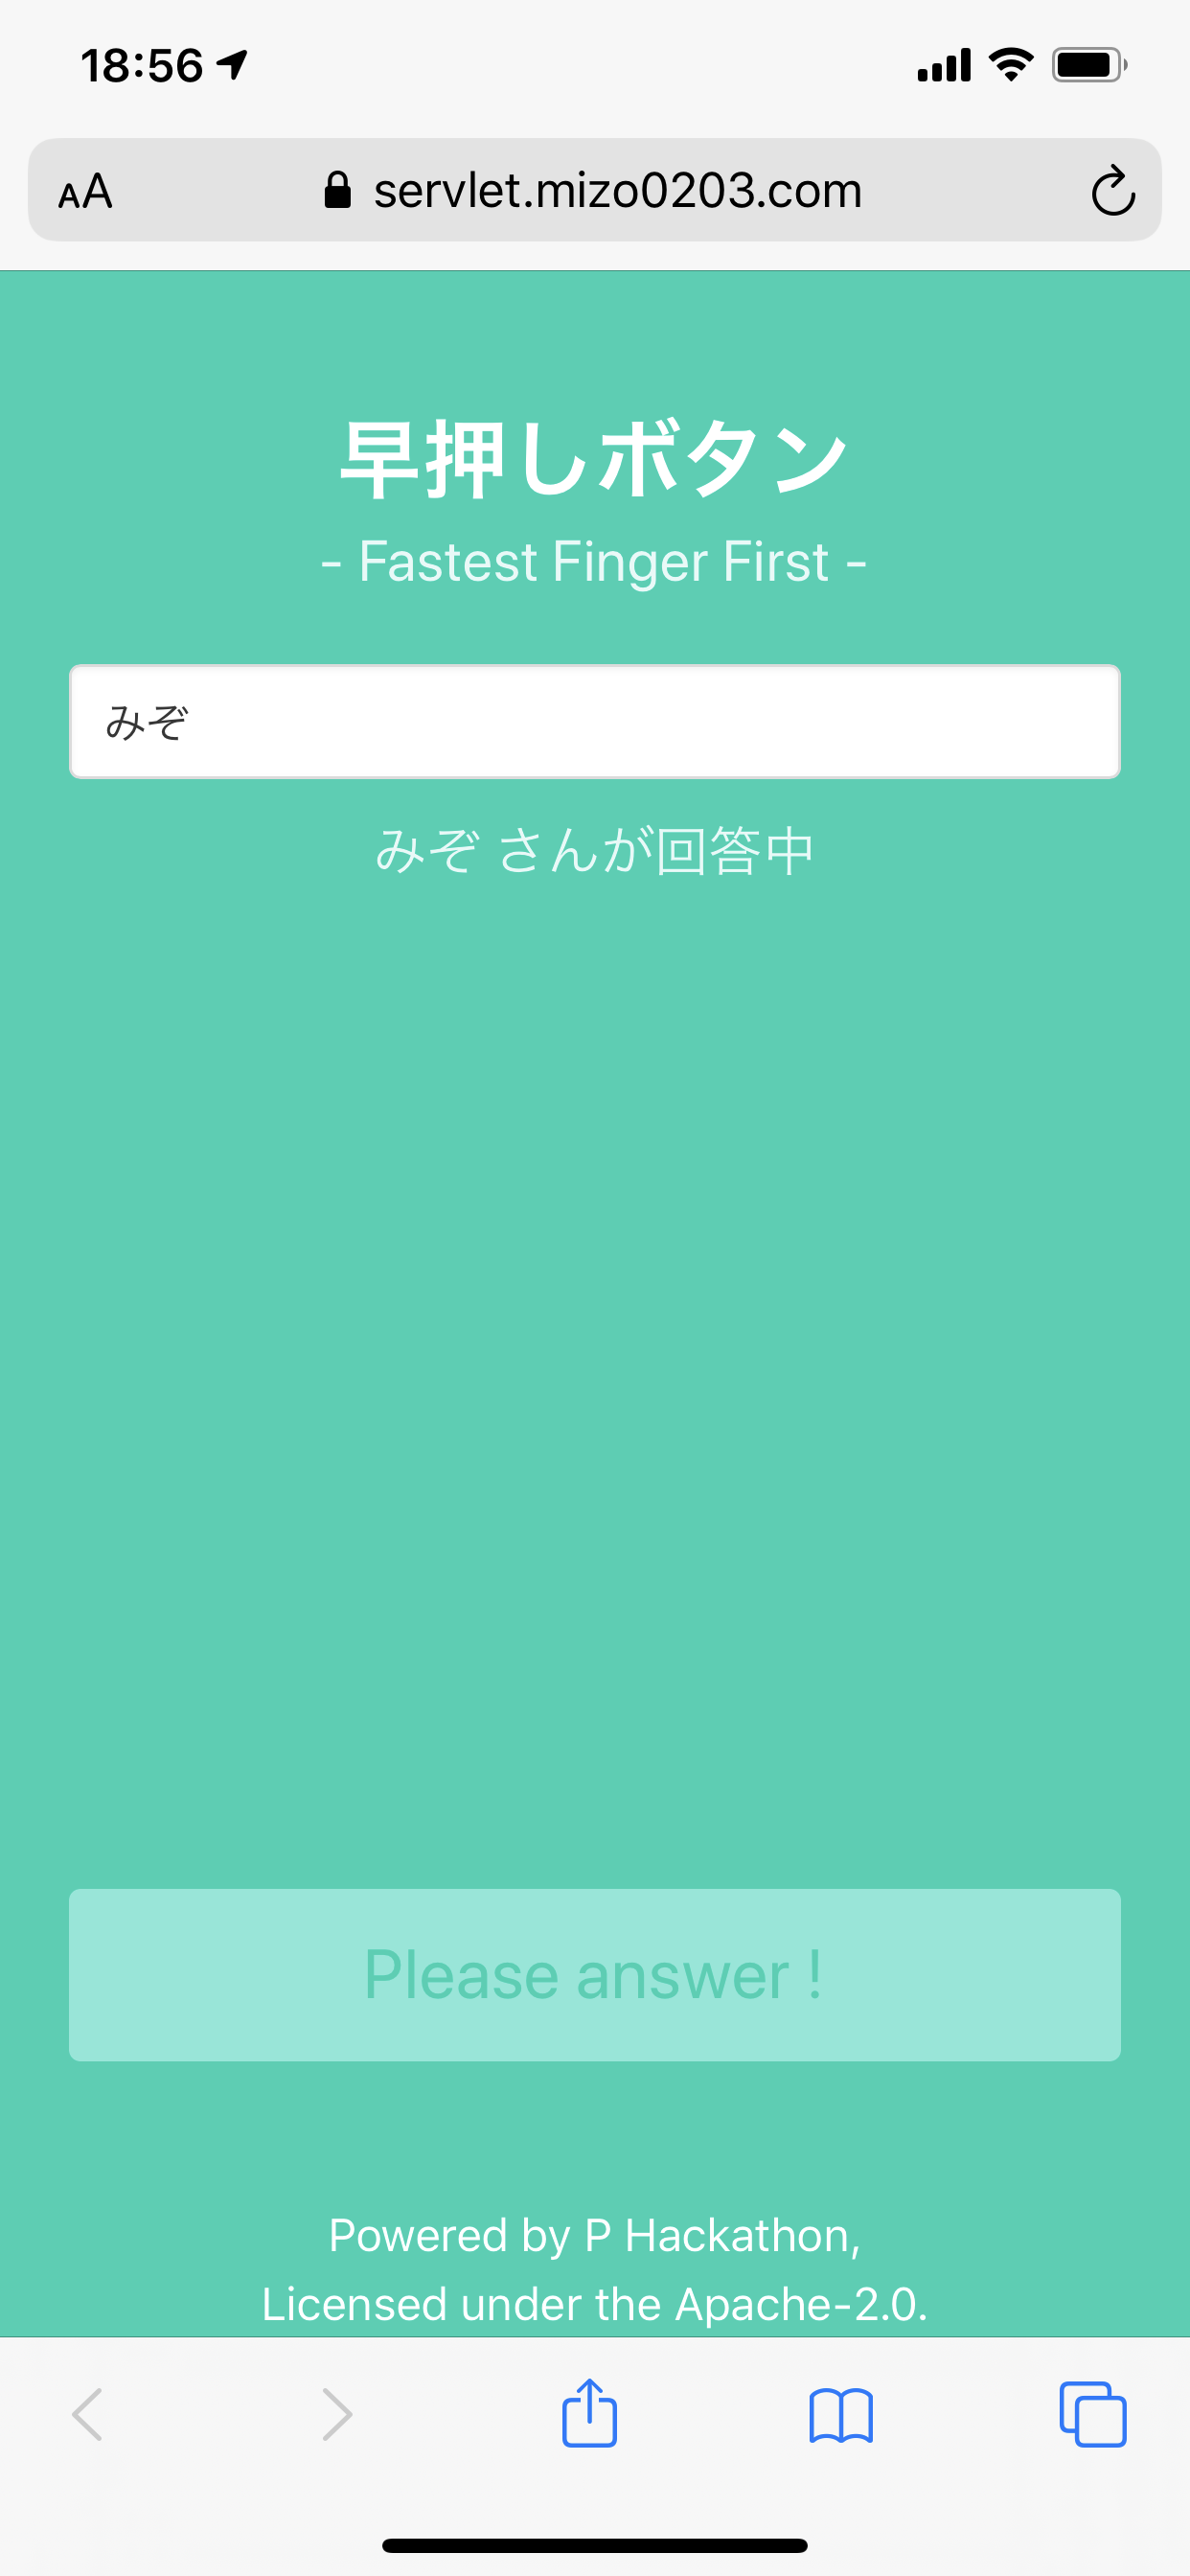 18:56
AA servlet.mizo0203.com
早押しボタン
- Fastest Finger First -
みぞ
みぞ さんが回答中
Please answer !
Powered by P Hackathon,
Licensed under the Apache-2.0.